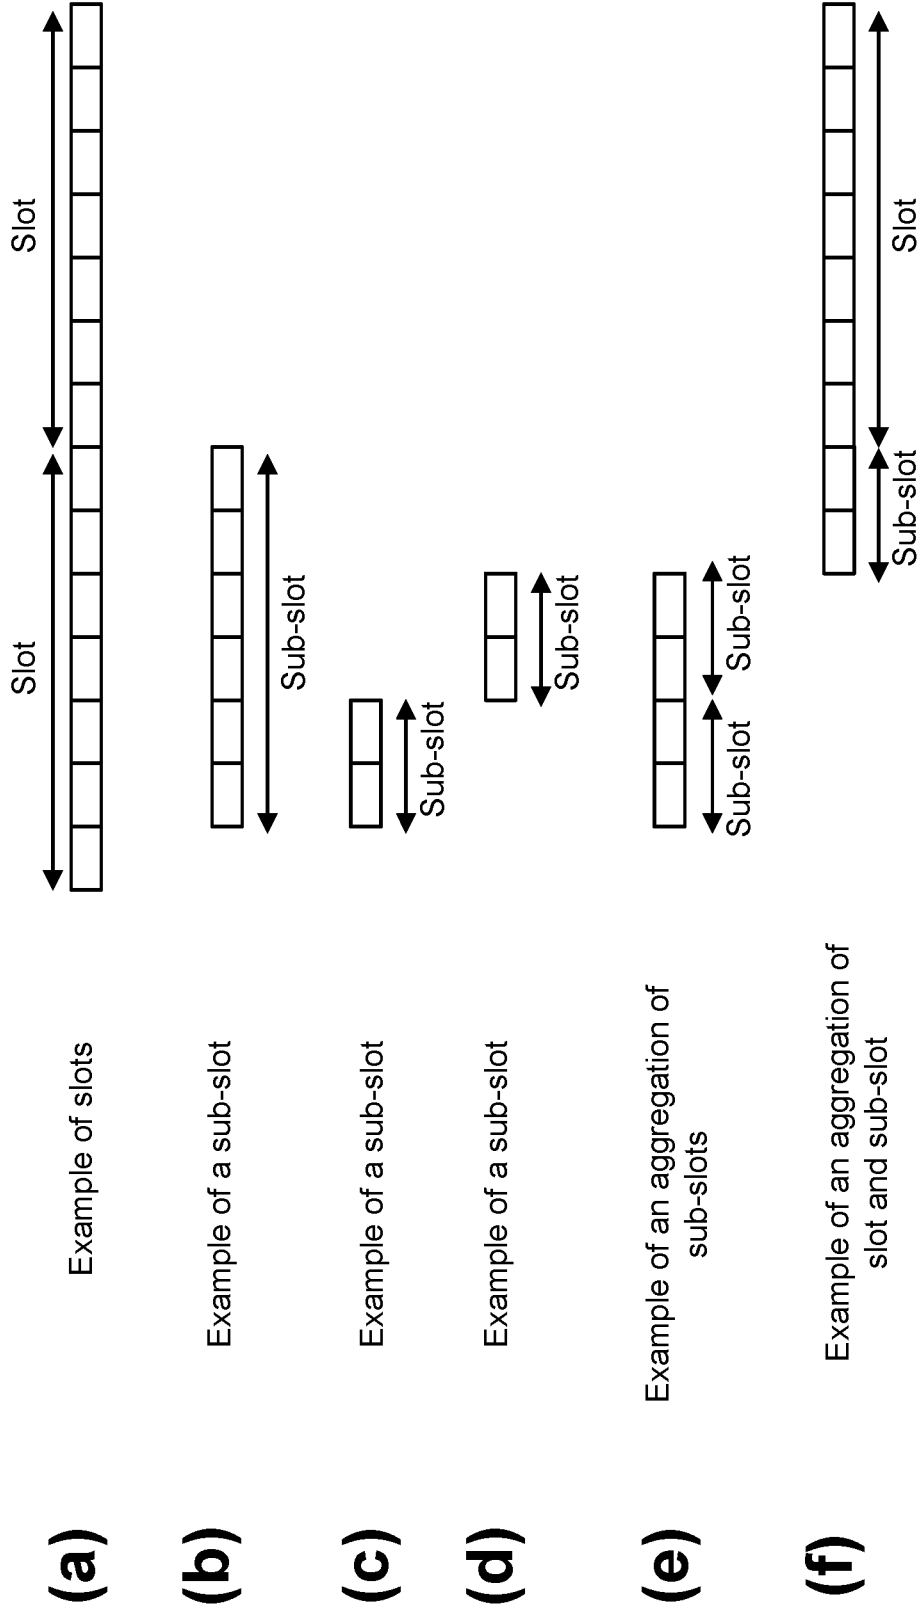 (a)
Example of slots
Slot
Slot
(b)
Example of a sub-slot
Sub-slot
(c)
Example of a sub-slot
Sub-slot
(d)
Example of a sub-slot
Sub-slot
(e)
Example of an aggregation of
sub-slots
Sub-slot
Sub-slot
(f)
Example of an aggregation of
slot and sub-slot
Sub-slot
Slot